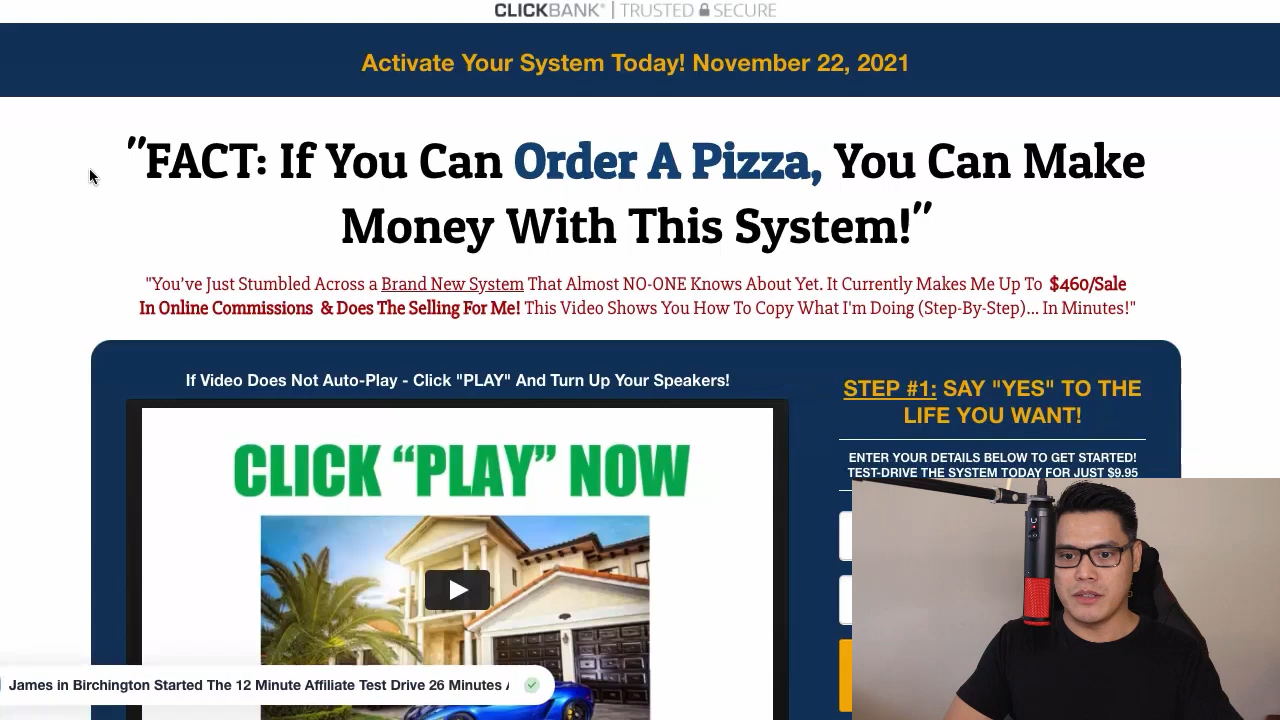 CLICKBANK® | TRUSTED SECURE
Activate Your System Today! November 22, 2021
"FACT: If You Can Order A Pizza, You Can Make
Money With This System!"
"You've Just Stumbled Across a Brand New System That Almost NO-ONE Knows About Yet. It Currently Makes Me Up To $460/Sale
In Online Commissions & Does The Selling For Me! This Video Shows You How To Copy What I'm Doing (Step-By-Step)... In Minutes!"
If Video Does Not Auto-Play - Click "PLAY" And Turn Up Your Speakers!
CLICK “PLAY” NOW
STEP #1: SAY "YES" TO THE
LIFE YOU WANT!
ENTER YOUR DETAILS BELOW TO GET STARTED!
TEST-DRIVE THE SYSTEM TODAY FOR JUST $9.95
James in Birchington Started The 12 Minute Affiliate Test Drive 26 Minutes